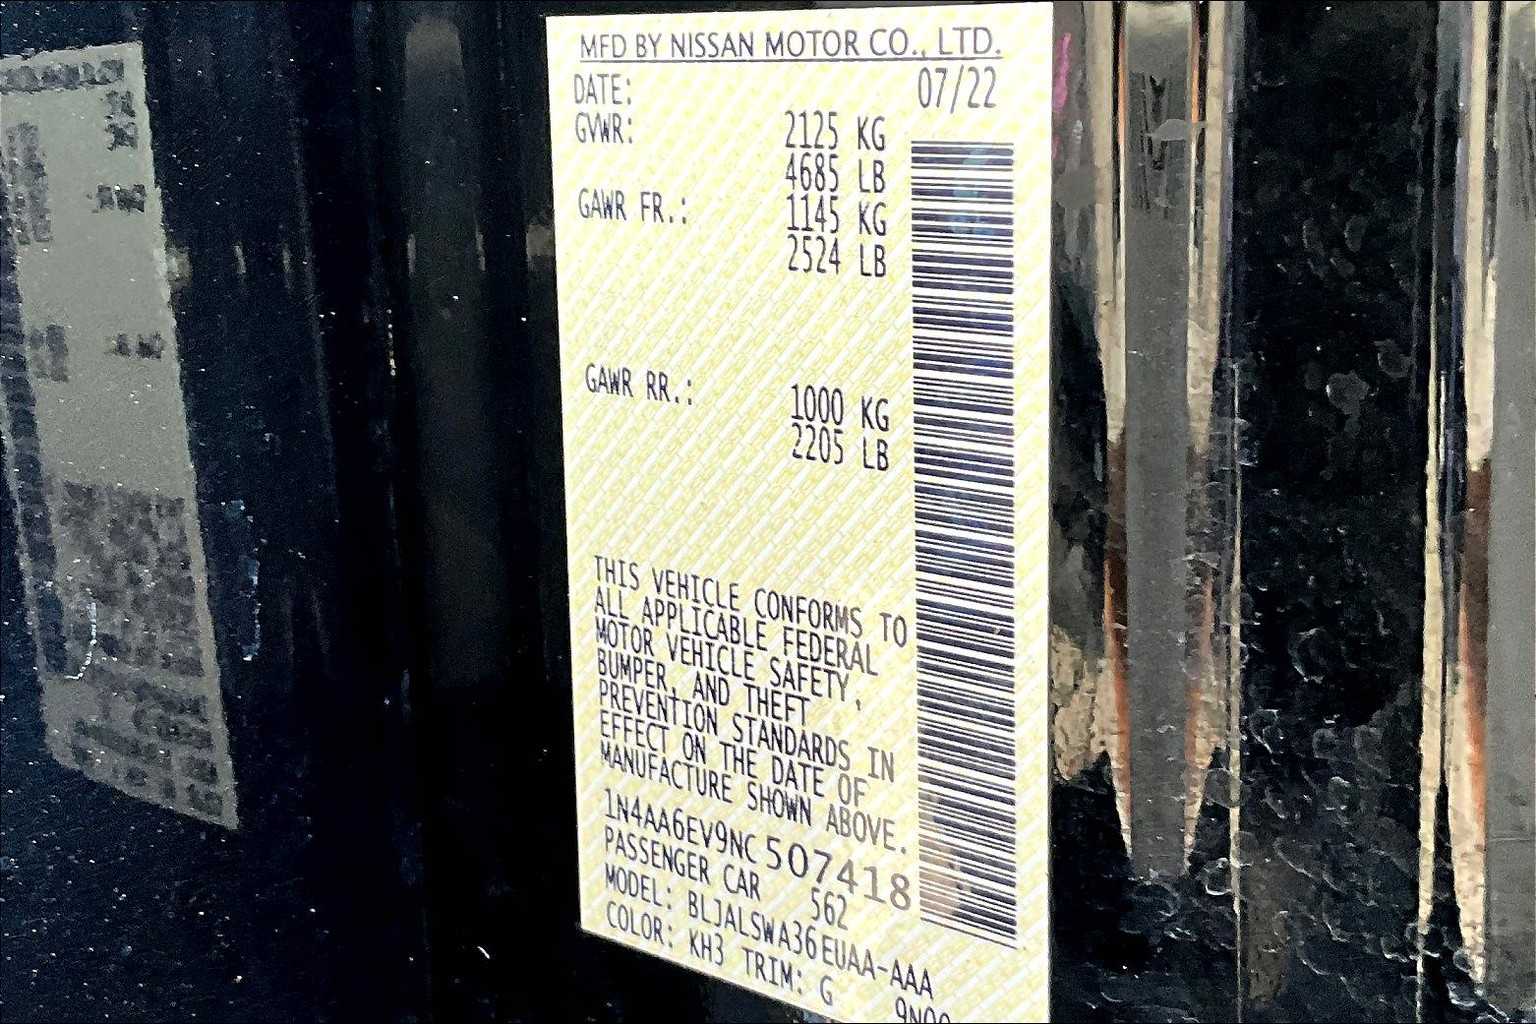 MFD BY NISSAN MOTOR CO., LTD.
DATE: 07/22
GVWR: 2125 KG
4685 LB
GAWR FR.: 1145 KG
2524 LB
GAWR RR.: 1000 KG
2205 LB
THIS VEHICLE CONFORMS TO
ALL APPLICABLE FEDERAL
MOTOR VEHICLE SAFETY,
BUMPER, AND THEFT
PREVENTION STANDARDS IN
EFFECT ON THE DATE OF
MANUFACTURE SHOWN ABOVE.
1N4AA6EV9NC507418
PASSENGER CAR 562
MODEL: BLJALSWA36EUAA-AAA
COLOR: KH3 TRIM: G